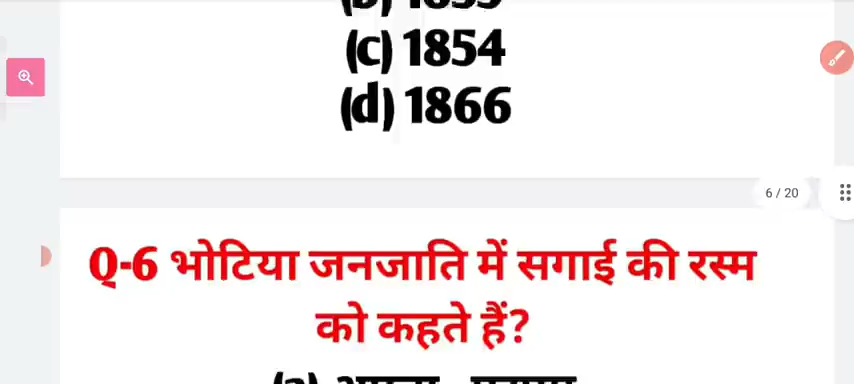 (c) 1854
(d) 1866
6 / 20
Q-6 भोटिया जनजाति में सगाई की रस्म
को कहते हैं?